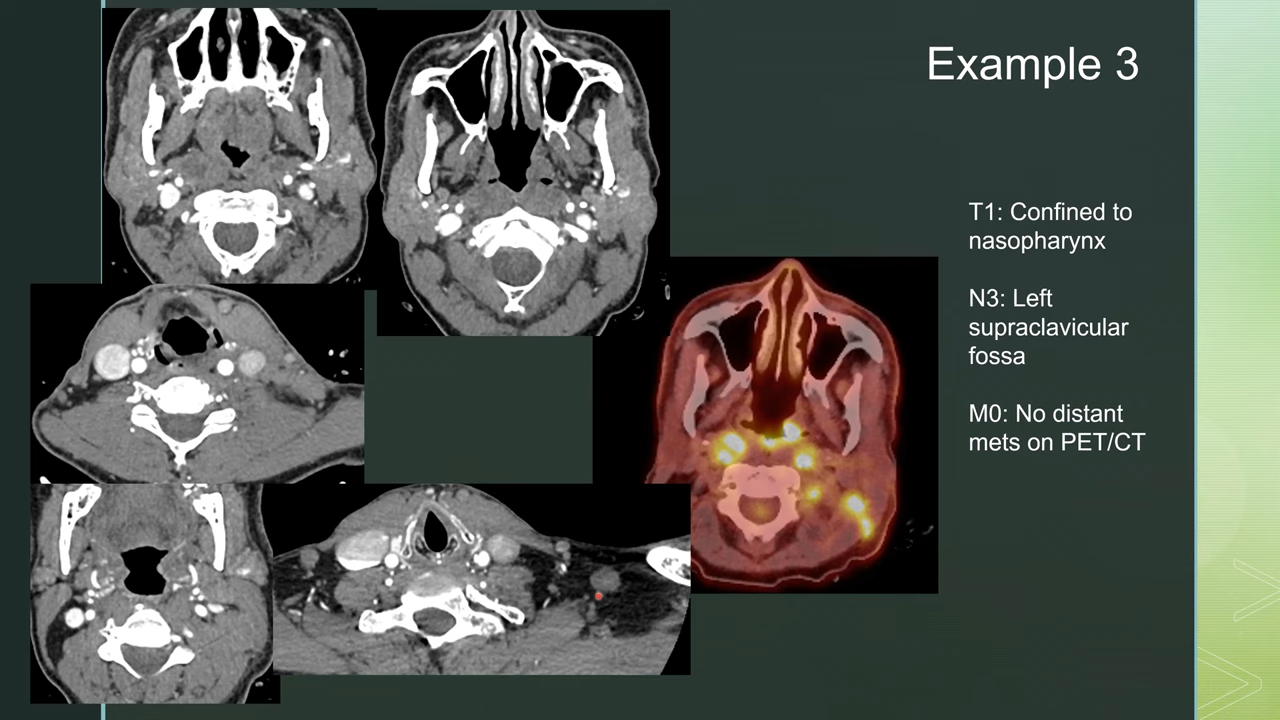 Example 3
T1: Confined to
nasopharynx
N3: Left
supraclavicular
fossa
M0: No distant
mets on PET/CT